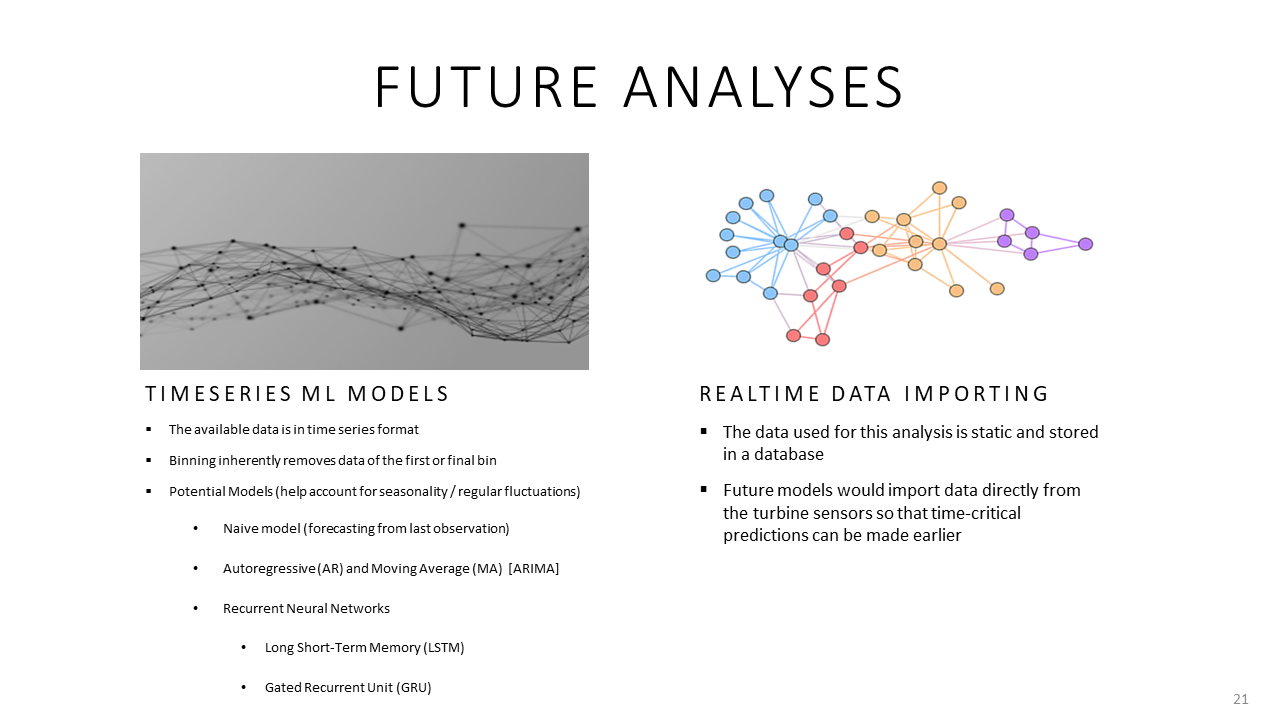 FUTURE ANALYSES
TIMESERIES ML MODELS
▪ The available data is in time series format
▪ Binning inherently removes data of the first or final bin
▪ Potential Models (help account for seasonality / regular fluctuations)
• Naive model (forecasting from last observation)
• Autoregressive (AR) and Moving Average (MA) [ARIMA]
• Recurrent Neural Networks
• Long Short-Term Memory (LSTM)
• Gated Recurrent Unit (GRU)
REALTIME DATA IMPORTING
▪ The data used for this analysis is static and stored
in a database
▪ Future models would import data directly from
the turbine sensors so that time-critical
predictions can be made earlier
21